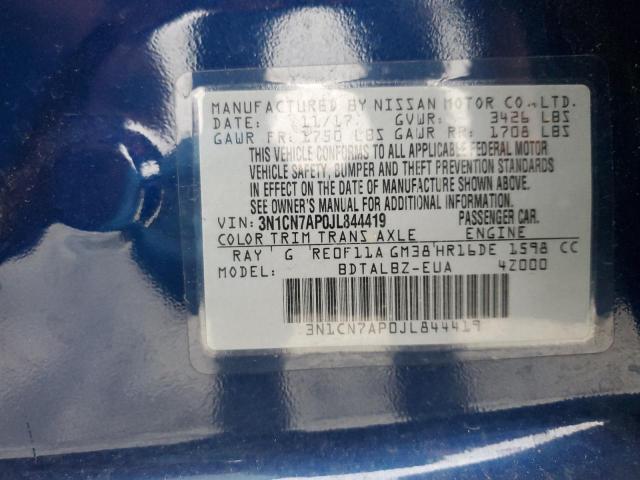 MANUFACTURED BY NISSAN MOTOR CO., LTD.
DATE: 11/17 GVWR: 3426 LBS
GAWR FR: 1750 LBS GAWR RR: 1708 LBS
THIS VEHICLE CONFORMS TO ALL APPLICABLE FEDERAL MOTOR
VEHICLE SAFETY, BUMPER AND THEFT PREVENTION STANDARDS
IN EFFECT ON THE DATE OF MANUFACTURE SHOWN ABOVE.
SEE OWNER'S MANUAL FOR ADDITIONAL INFORMATION.
VIN: 3N1CN7AP0JL844419 PASSENGER CAR.
COLOR TRIM TRANS AXLE ENGINE
RAY G RE0F11A GM38 HR16DE 1598 CC
MODEL: BDTALBZ-EUA 4Z000
3N1CN7AP0JL844419